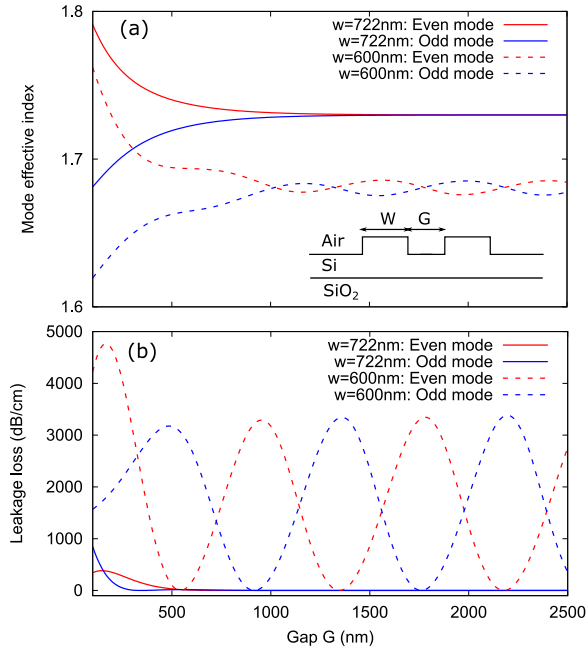 1.8
(a)
w=722nm: Even mode
w=722nm: Odd mode
w=600nm: Even mode
w=600nm: Odd mode
1.7
Mode effective index
W G
Air
Si
SiO₂
1.6
5000
(b)
w=722nm: Even mode
w=722nm: Odd mode
w=600nm: Even mode
w=600nm: Odd mode
4000
3000
Leakage loss (dB/cm)
2000
1000
0
500 1000 1500 2000 2500
Gap G (nm)